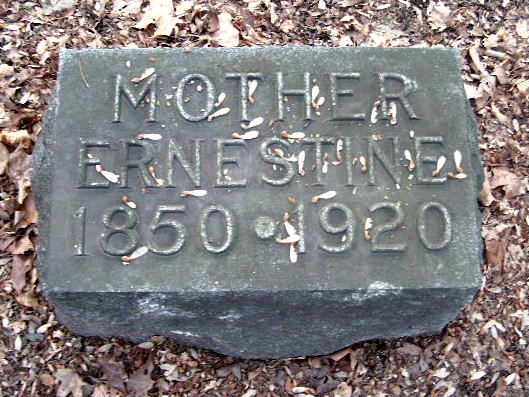 MOTHER
ERNESTINE
1850 • 1920